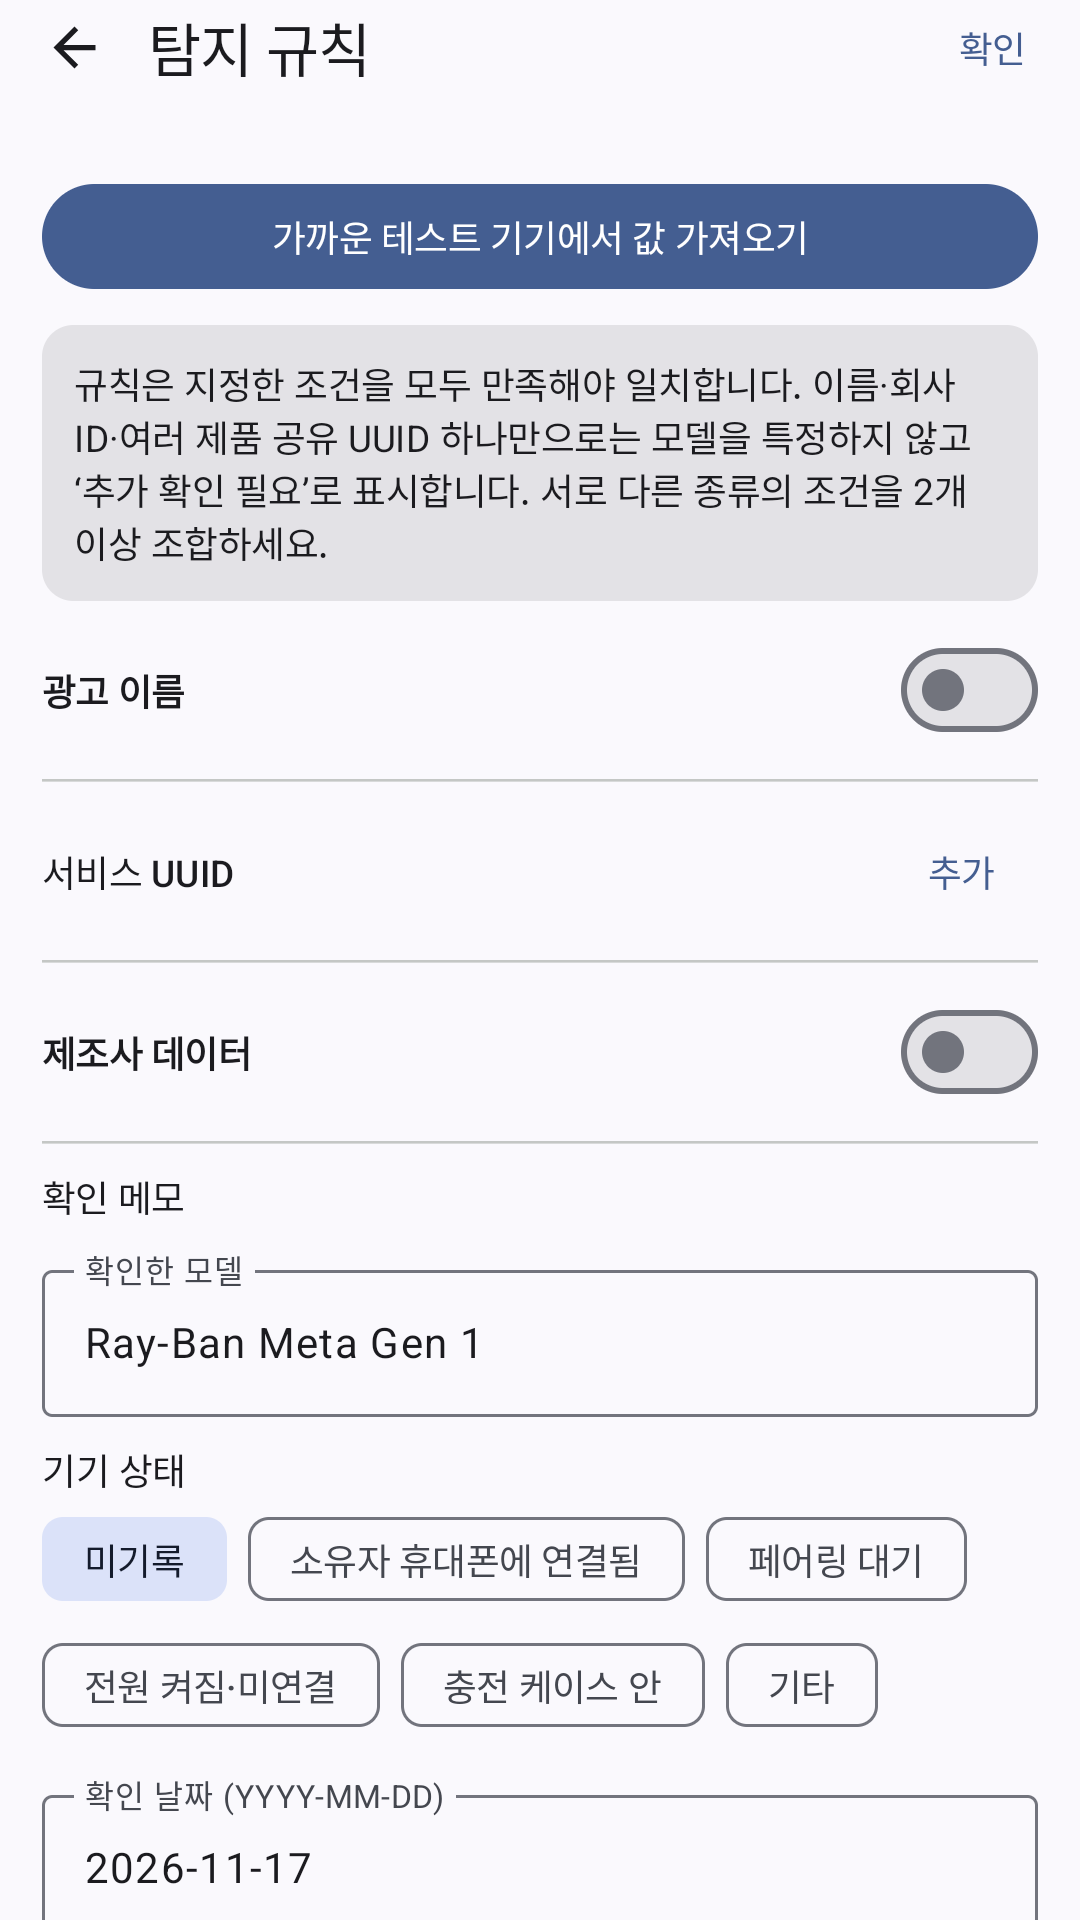 탐지 규칙
확인
가까운 테스트 기기에서 값 가져오기
규칙은 지정한 조건을 모두 만족해야 일치합니다. 이름·회사
ID·여러 제품 공유 UUID 하나만으로는 모델을 특정하지 않고
‘추가 확인 필요’로 표시합니다. 서로 다른 종류의 조건을 2개
이상 조합하세요.
광고 이름
서비스 UUID
추가
제조사 데이터
확인 메모
확인한 모델
Ray-Ban Meta Gen 1
기기 상태
미기록
소유자 휴대폰에 연결됨
페어링 대기
전원 켜짐·미연결
충전 케이스 안
기타
확인 날짜 (YYYY-MM-DD)
2026-11-17